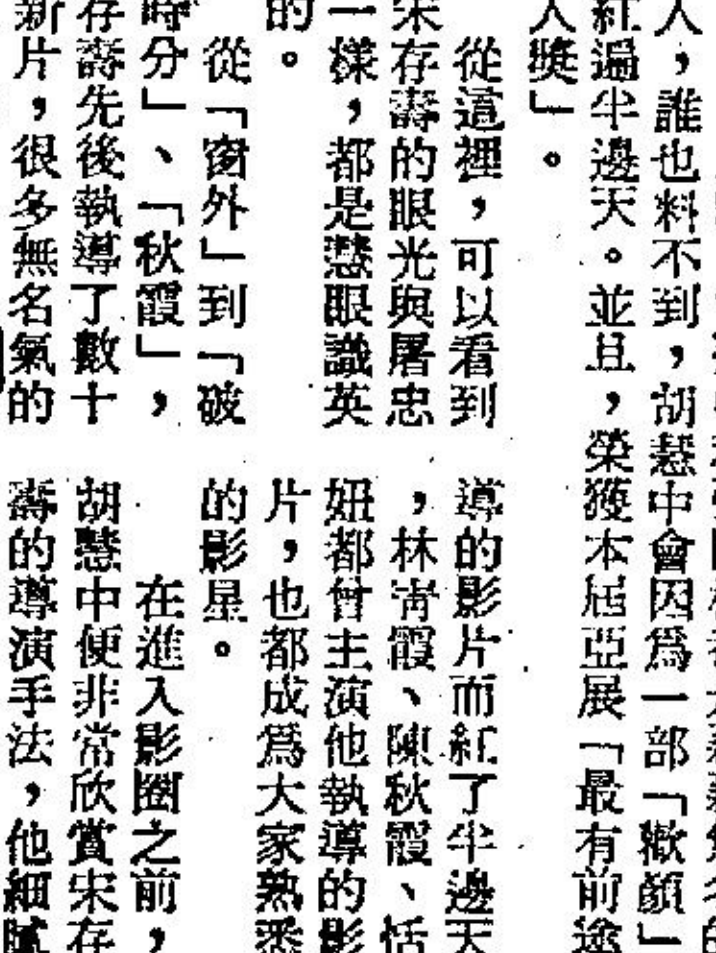 人，誰也料不到，胡慧中會因爲一部「歡顏」
紅遍半邊天。並且，榮獲本屆亞展「最有前途
人獎」。
從這裡，可以看到
宋存壽的眼光與屠忠
一樣，都是慧眼識英
的。
從「窗外」到「破
時分」、「秋霞」，
存壽先後執導了數十
新片，很多無名氣的
導的影片而紅了半邊天
，林靑霞、陳秋霞、恬
妞都曾主演他執導的影
片，也都成爲大家熟悉
的影星。
在進入影圈之前，
胡慧中便非常欣賞宋存
壽的導演手法，他細膩